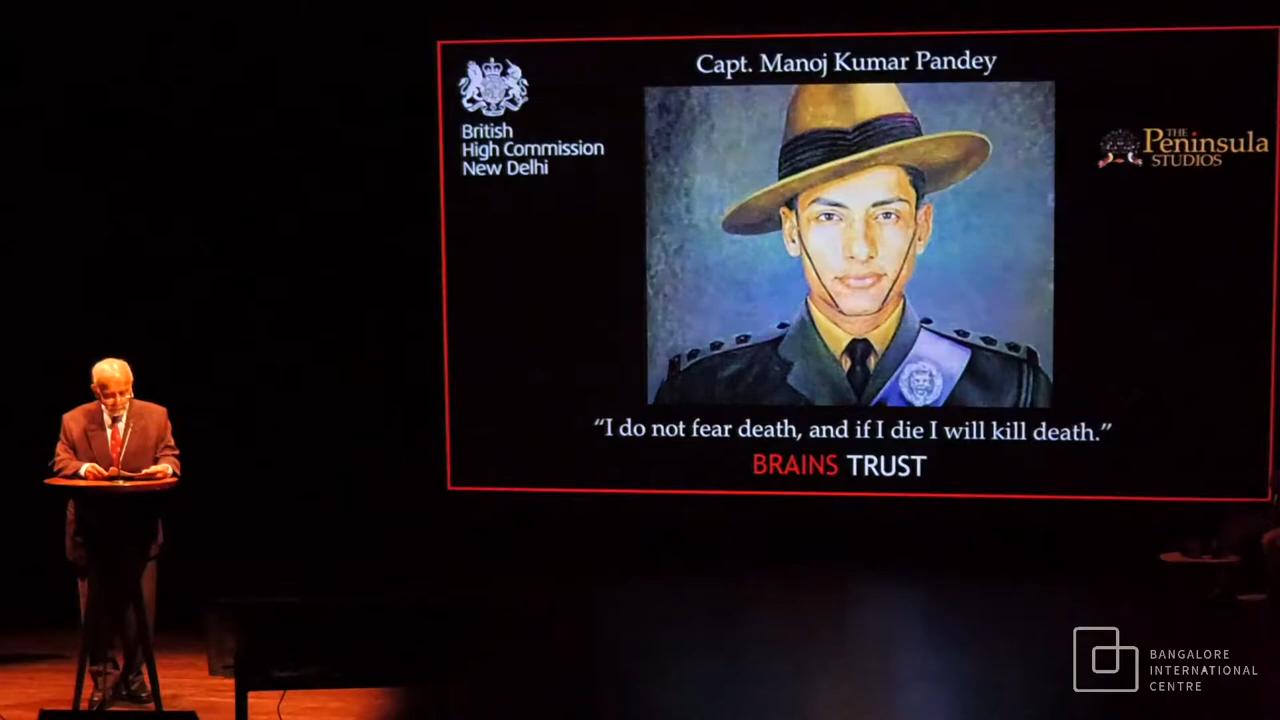 Capt. Manoj Kumar Pandey
British
High Commission
New Delhi
THE
Peninsula
STUDIOS
“I do not fear death, and if I die I will kill death.”
BRAINS TRUST
BANGALORE
INTERNATIONAL
CENTRE